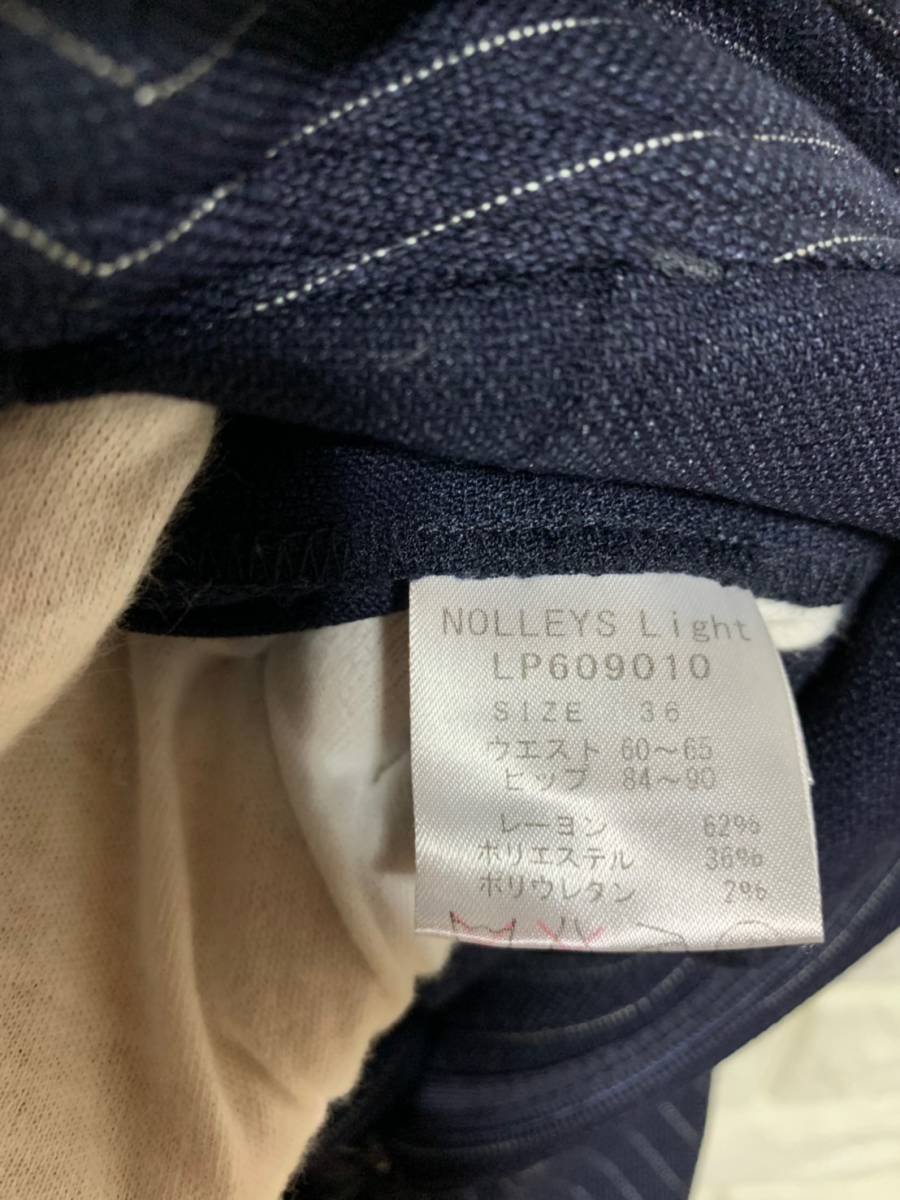 NOLLEYS Light
LP609010
SIZE 36
ウエスト 60～65
ヒップ 84～90
レーヨン 62%
ポリエステル 36%
ポリウレタン 2%